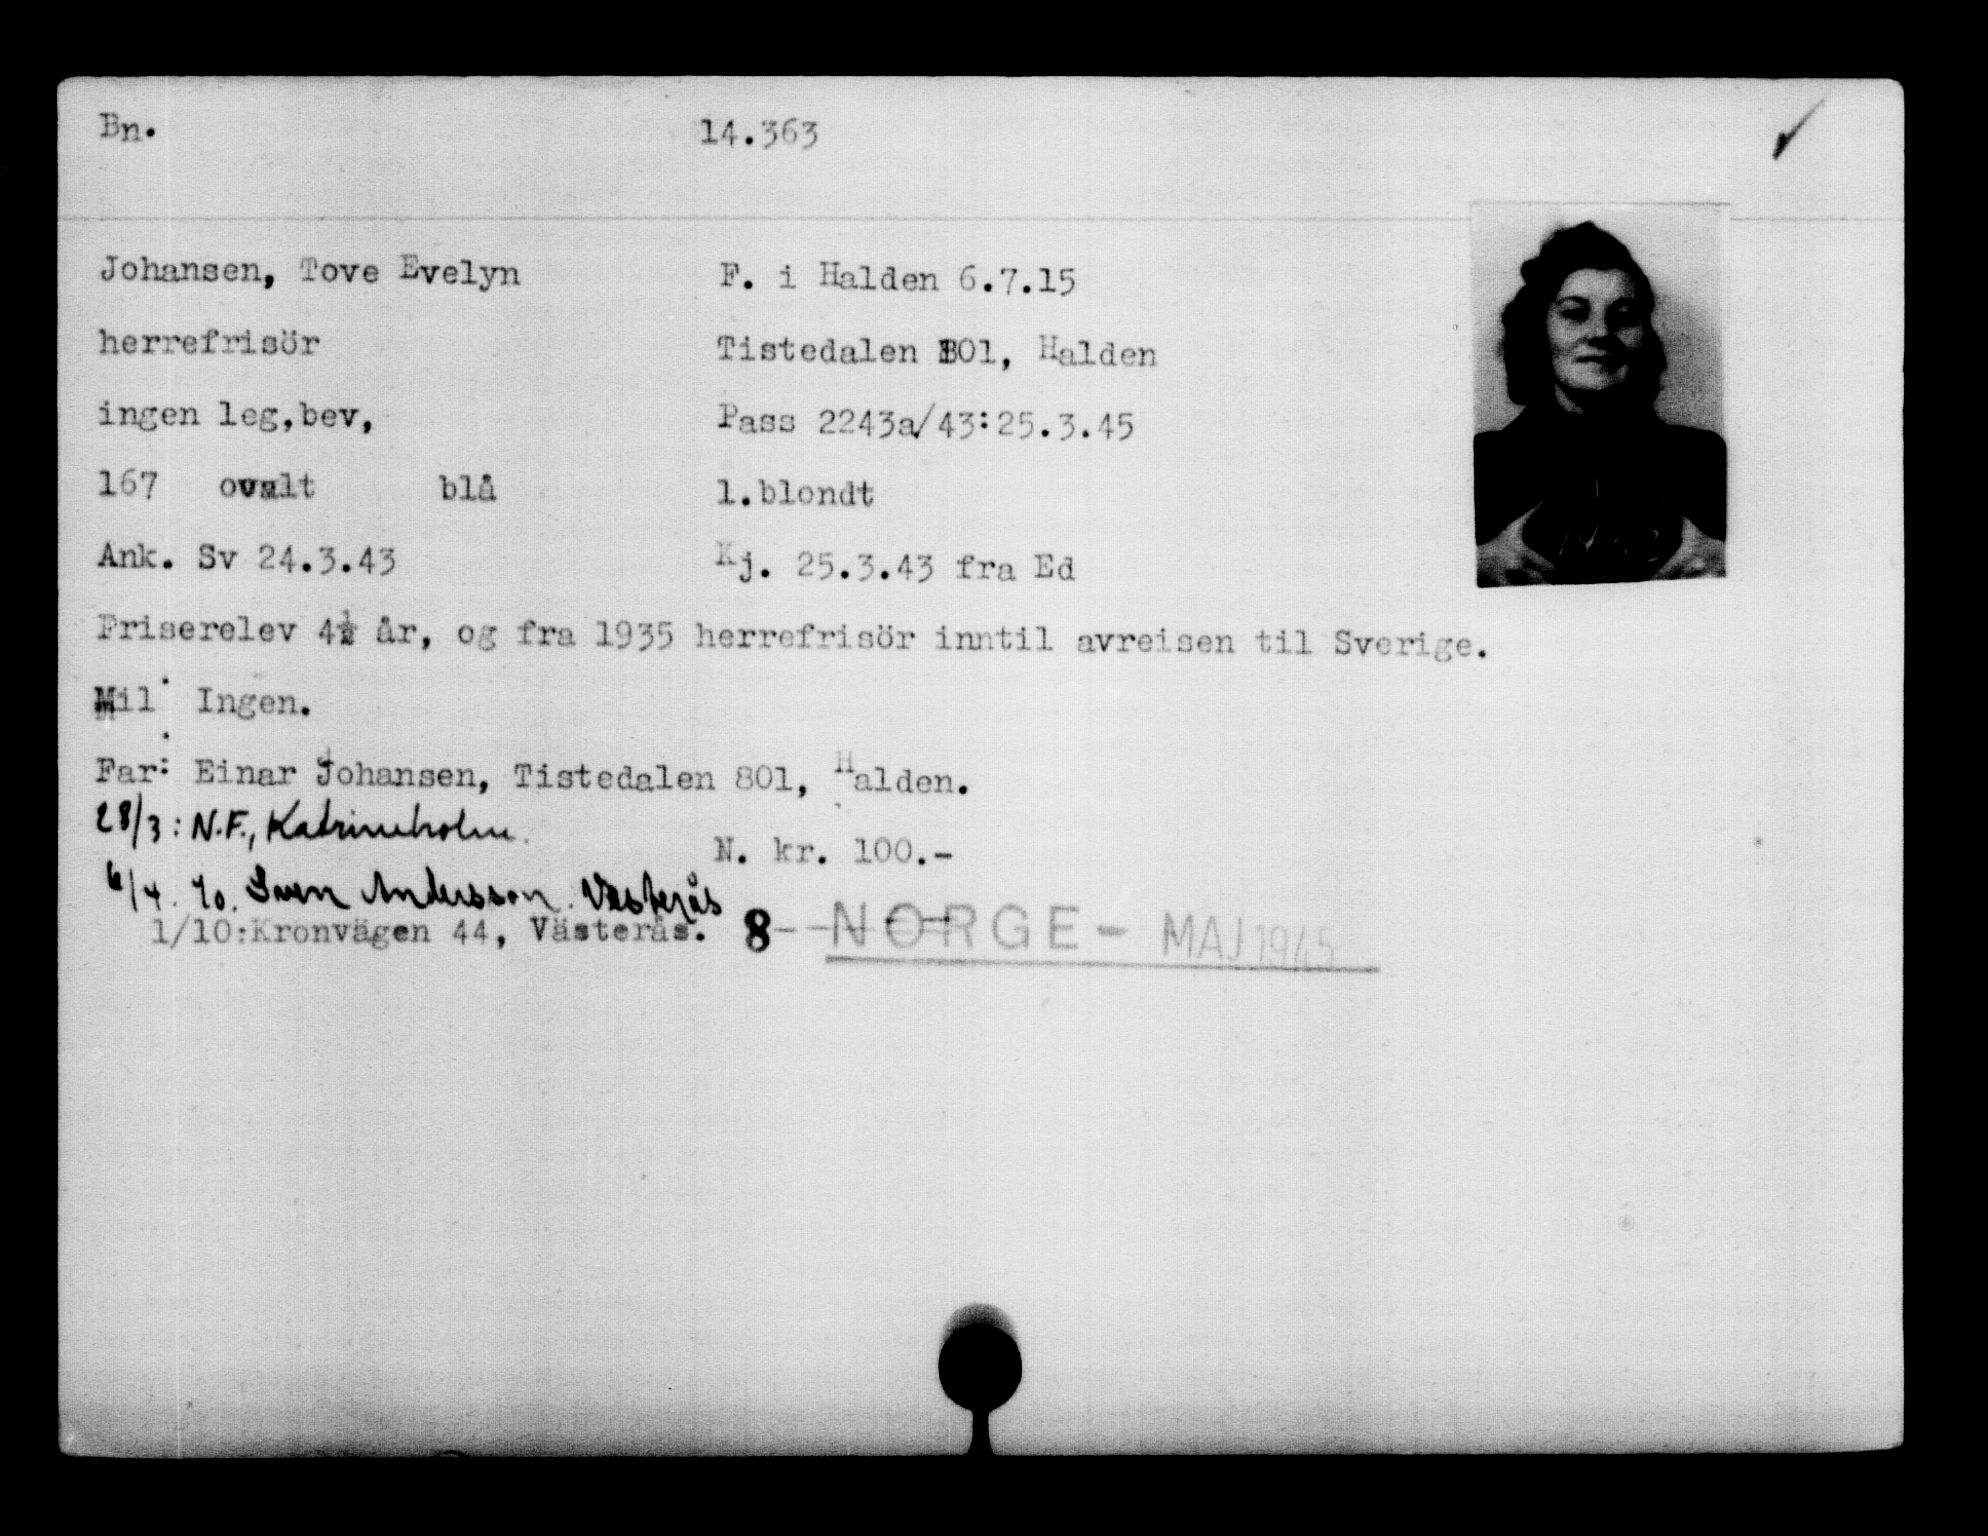 Bn. 14.363
Johansen, Tove Evelyn F. i Halden 6.7.15
herrefrisör Tistedalen 801, Halden
ingen leg,bev, Pass 2243a/43:25.3.45
167 ovalt blå l.blondt
Ank. Sv 24.3.43 Kj. 25.3.43 fra Ed
Friserelev 4½ år, og fra 1935 herrefrisör inntil avreisen til Sverige.
Mil Ingen.
Far: Einar Johansen, Tistedalen 801, Halden.
28/3: N.F., Katrineholm.
N. kr. 100.-
6/4. c/o. Sven Andersson. Västerås
1/10:Kronvägen 44, Västerås. 8-- NORGE - MAJ 1945